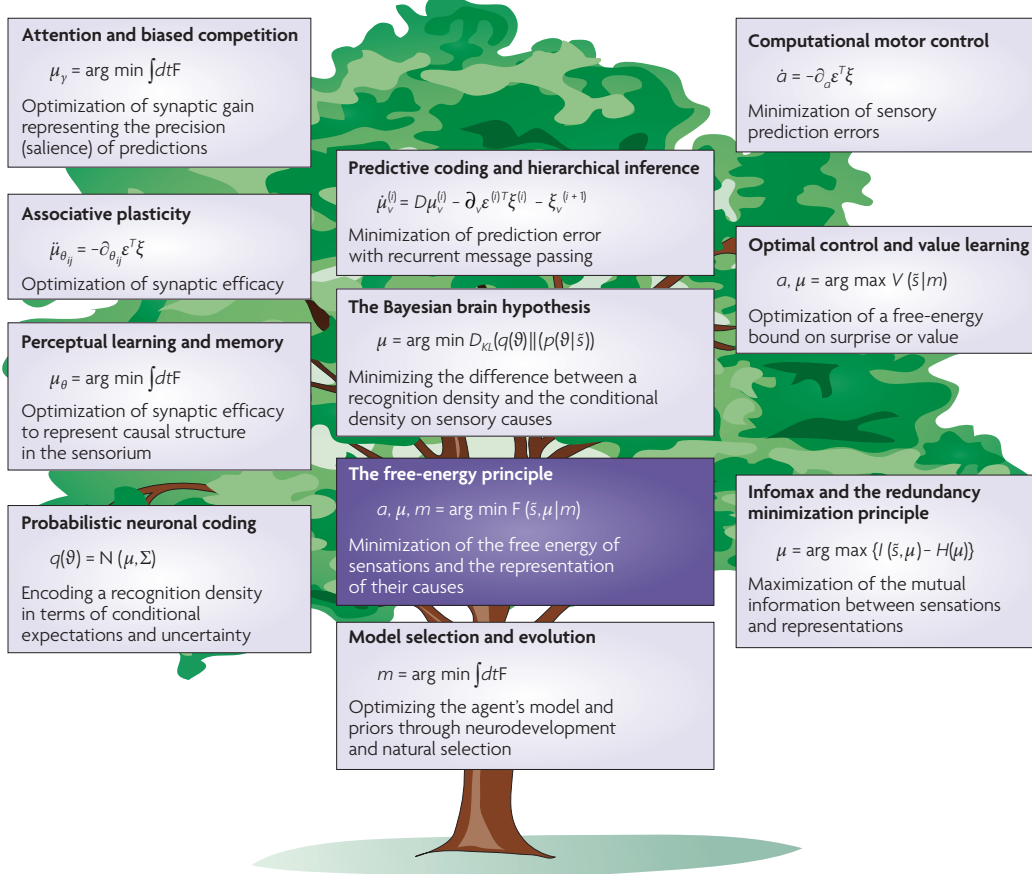 Attention and biased competition
μ_γ = arg min ∫dtF
Optimization of synaptic gain
representing the precision
(salience) of predictions
Associative plasticity
μ̈_θ_ij = –∂_θ_ij ε^T ξ
Optimization of synaptic efficacy
Perceptual learning and memory
μ_θ = arg min ∫dtF
Optimization of synaptic efficacy
to represent causal structure
in the sensorium
Probabilistic neuronal coding
q(ϑ) = N (μ,Σ)
Encoding a recognition density
in terms of conditional
expectations and uncertainty
Predictive coding and hierarchical inference
μ̇_v^(i) = Dμ_v^(i) – ∂_v ε^(i)T ξ^(i) – ξ_v^(i + 1)
Minimization of prediction error
with recurrent message passing
The Bayesian brain hypothesis
μ = arg min D_KL(q(ϑ)||(p(ϑ|s̃))
Minimizing the difference between a
recognition density and the conditional
density on sensory causes
The free-energy principle
a, μ, m = arg min F (s̃,μ|m)
Minimization of the free energy of
sensations and the representation
of their causes
Model selection and evolution
m = arg min ∫dtF
Optimizing the agent's model and
priors through neurodevelopment
and natural selection
Computational motor control
ȧ = –∂_a ε^T ξ
Minimization of sensory
prediction errors
Optimal control and value learning
a, μ = arg max V (s̃|m)
Optimization of a free-energy
bound on surprise or value
Infomax and the redundancy
minimization principle
μ = arg max {I (s̃,μ) – H(μ)}
Maximization of the mutual
information between sensations
and representations